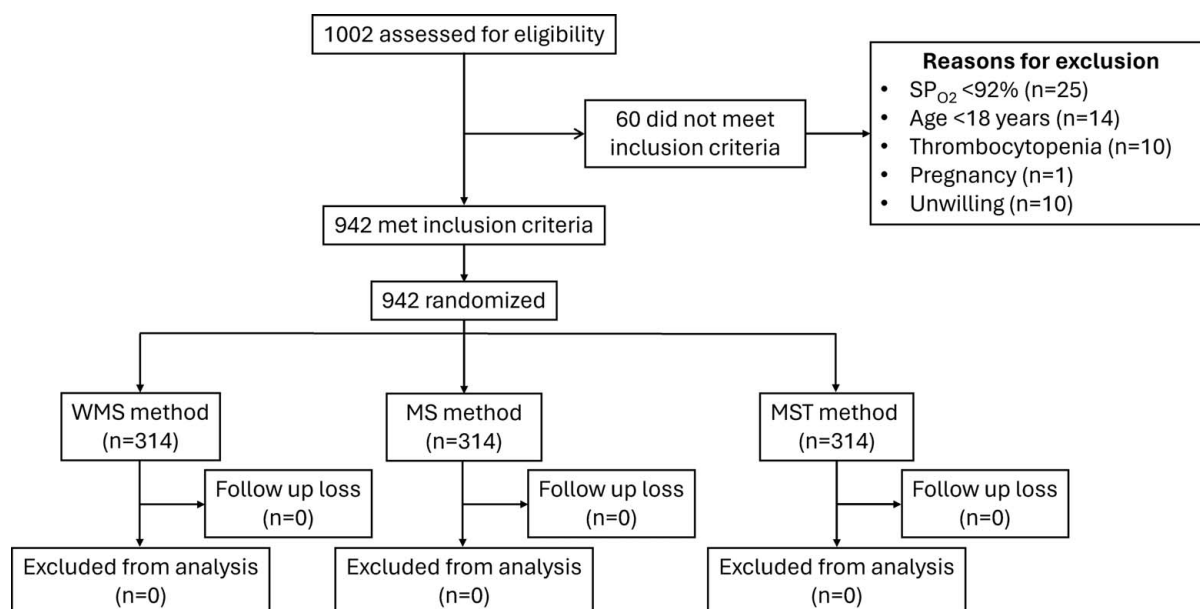 1002 assessed for eligibility
Reasons for exclusion
• SPO2 <92% (n=25)
• Age <18 years (n=14)
• Thrombocytopenia (n=10)
• Pregnancy (n=1)
• Unwilling (n=10)
60 did not meet
inclusion criteria
942 met inclusion criteria
942 randomized
WMS method
(n=314)
MS method
(n=314)
MST method
(n=314)
Follow up loss
(n=0)
Follow up loss
(n=0)
Follow up loss
(n=0)
Excluded from analysis
(n=0)
Excluded from analysis
(n=0)
Excluded from analysis
(n=0)